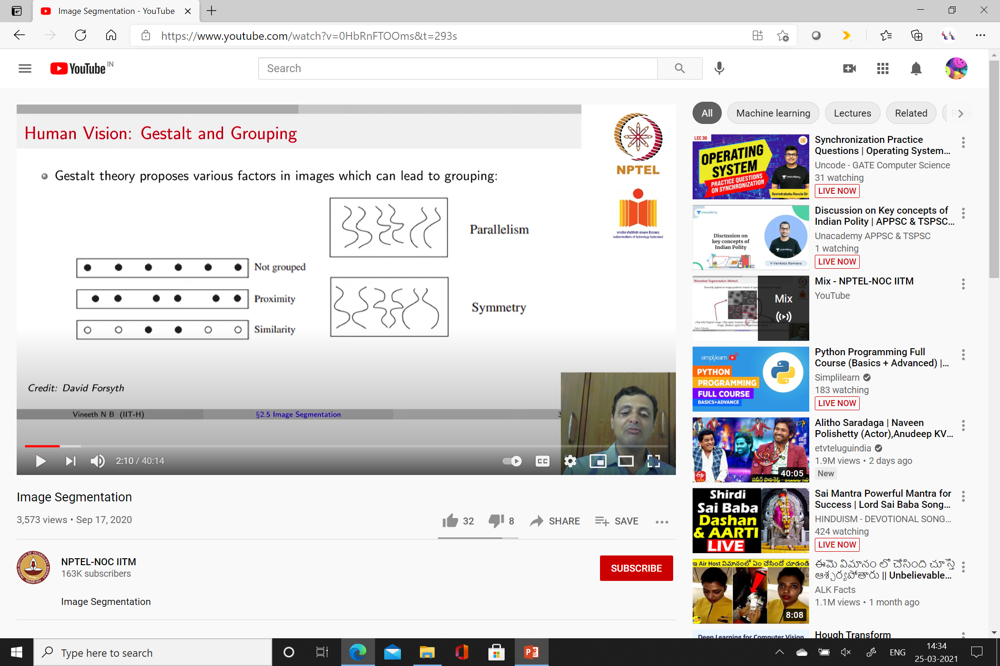 Image Segmentation - YouTube
https://www.youtube.com/watch?v=0HbRnFTOOms&t=293s
YouTube IN
Search
Human Vision: Gestalt and Grouping
NPTEL
Gestalt theory proposes various factors in images which can lead to grouping:
Parallelism
Not grouped
Proximity
Similarity
Symmetry
भारतीय प्रौद्योगिकी संस्थान हैदराबाद
Indian Institute of Technology Hyderabad
Credit: David Forsyth
Vineeth N B (IIT-H)
§2.5 Image Segmentation
2:10 / 40:14
CC
Image Segmentation
3,573 views • Sep 17, 2020
32
8
SHARE
SAVE
NPTEL-NOC IITM
163K subscribers
SUBSCRIBE
Image Segmentation
All
Machine learning
Lectures
Related
LEC 36
OPERATING
SYSTEM
PRACTICE QUESTIONS
ON SYNCHRONIZATION
unacademy
Ravindrababu Ravula Sir
Synchronization Practice
Questions | Operating System...
Uncode - GATE Computer Science
31 watching
LIVE NOW
unacademy
Discussion on
key concepts of
Indian Polity
unacademy
V Venkata Ramana
Discussion on Key concepts of
Indian Polity | APPSC & TSPSC...
Unacademy APPSC & TSPSC
1 watching
LIVE NOW
Watershed Segmentation Method
Mix
Mix - NPTEL-NOC IITM
YouTube
simplilearn
PYTHON
PROGRAMMING
FULL COURSE
BASICS+ADVANCE
Python Programming Full
Course (Basics + Advanced) |...
Simplilearn
183 watching
LIVE NOW
40:05
Alitho Saradaga | Naveen
Polishetty (Actor),Anudeep KV...
etvteluguindia
1.9M views • 2 days ago
New
Shirdi
Sai Baba
Dashan
& AARTI
LIVE
Sai Mantra Powerful Mantra for
Success | Lord Sai Baba Song...
HINDUISM - DEVOTIONAL SONG...
424 watching
LIVE NOW
ఈ Air Host విమానంలో ఏం చేసిందో చూడండి
8:08
ఈమె విమానం లో చేసింది చూస్తే
ఆశ్చర్యపోతారు || Unbelievable...
ALK Facts
1.1M views • 1 month ago
Deep Learning for Computer Vision
Hough Transform
Type here to search
ENG
14:34
25-03-2021